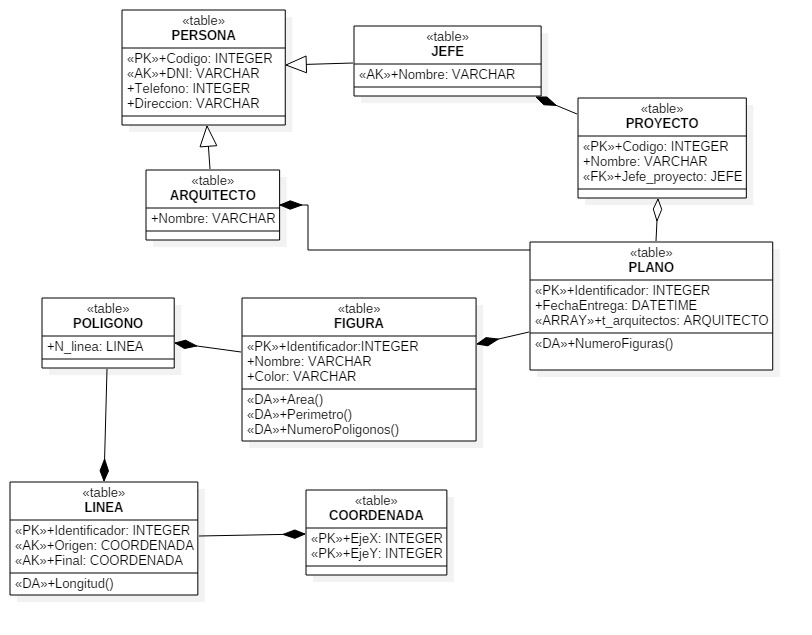 «table»
PERSONA
«PK»+Codigo: INTEGER
«AK»+DNI: VARCHAR
+Telefono: INTEGER
+Direccion: VARCHAR
«table»
JEFE
«AK»+Nombre: VARCHAR
«table»
PROYECTO
«PK»+Codigo: INTEGER
+Nombre: VARCHAR
«FK»+Jefe_proyecto: JEFE
«table»
ARQUITECTO
+Nombre: VARCHAR
«table»
PLANO
«PK»+Identificador: INTEGER
+FechaEntrega: DATETIME
«ARRAY»+t_arquitectos: ARQUITECTO
«DA»+NumeroFiguras()
«table»
POLIGONO
+N_linea: LINEA
«table»
FIGURA
«PK»+Identificador:INTEGER
+Nombre: VARCHAR
+Color: VARCHAR
«DA»+Area()
«DA»+Perimetro()
«DA»+NumeroPoligonos()
«table»
LINEA
«PK»+Identificador: INTEGER
«AK»+Origen: COORDENADA
«AK»+Final: COORDENADA
«DA»+Longitud()
«table»
COORDENADA
«PK»+EjeX: INTEGER
«PK»+EjeY: INTEGER